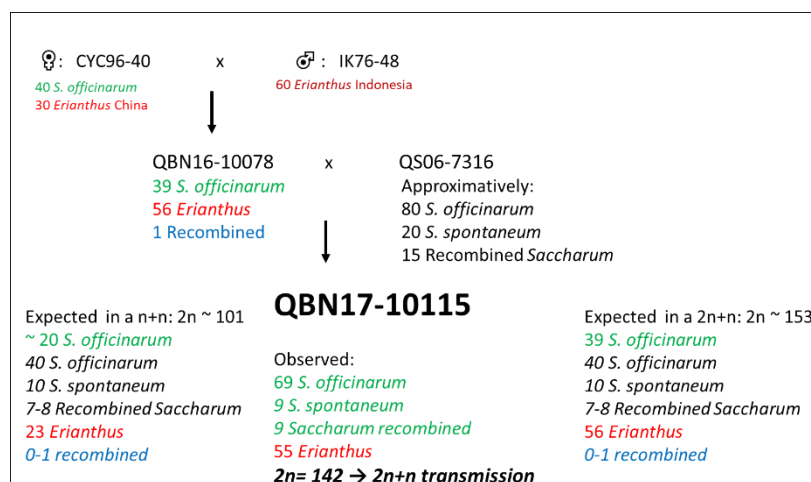 : CYC96-40 x : IK76-48
40 S. officinarum
30 Erianthus China
60 Erianthus Indonesia
QBN16-10078 x QS06-7316
39 S. officinarum
56 Erianthus
1 Recombined
Approximatively:
80 S. officinarum
20 S. spontaneum
15 Recombined Saccharum
QBN17-10115
Expected in a n+n: 2n ~ 101
~ 20 S. officinarum
40 S. officinarum
10 S. spontaneum
7-8 Recombined Saccharum
23 Erianthus
0-1 recombined
Observed:
69 S. officinarum
9 S. spontaneum
9 Saccharum recombined
55 Erianthus
2n= 142 → 2n+n transmission
Expected in a 2n+n: 2n ~ 153
39 S. officinarum
40 S. officinarum
10 S. spontaneum
7-8 Recombined Saccharum
56 Erianthus
0-1 recombined